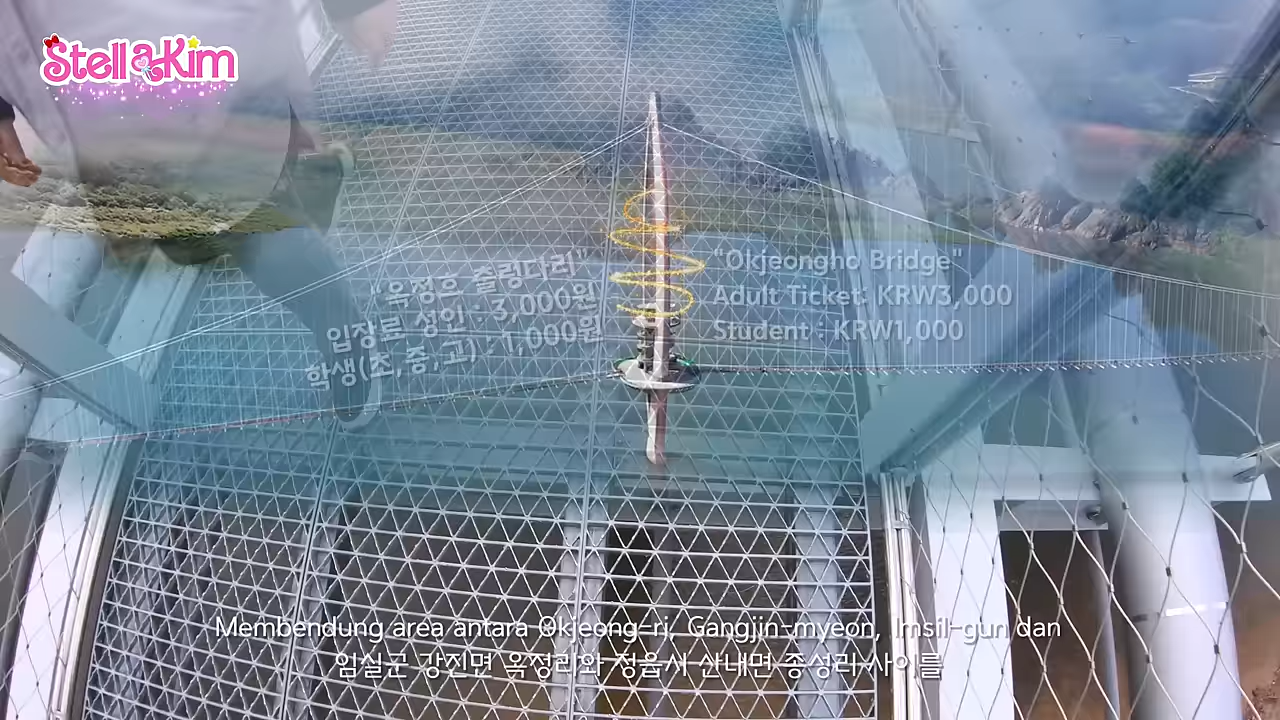 Stella Kim
"옥정호 출렁다리"
입장료 성인 : 3,000원
학생(초,중,고) : 1,000원
"Okjeongho Bridge"
Adult Ticket: KRW3,000
Student : KRW1,000
Membendung area antara Okjeong-ri, Gangjin-myeon, Imsil-gun dan
임실군 강진면 옥정리와 정읍시 산내면 종성리 사이를